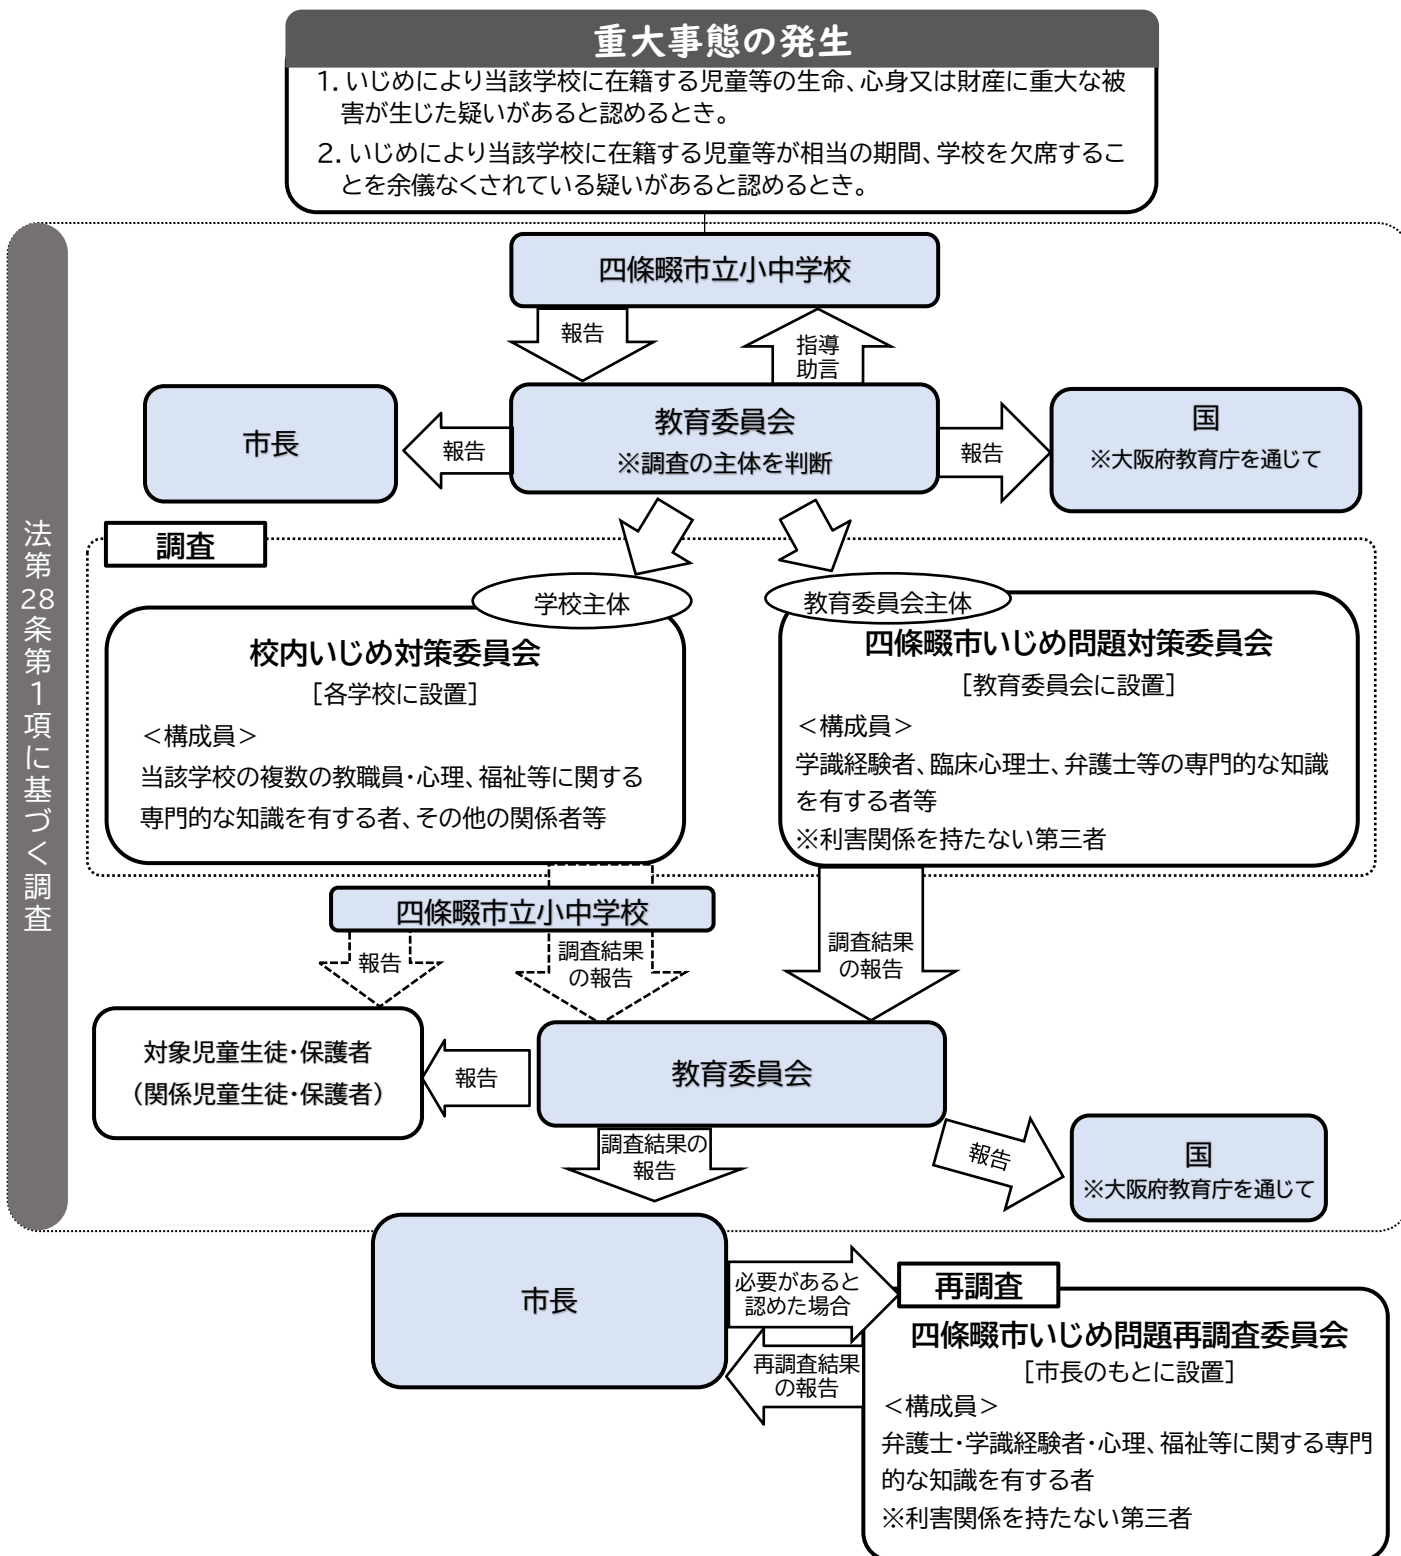 重大事態の発生
1. いじめにより当該学校に在籍する児童等の生命、心身又は財産に重大な被
害が生じた疑いがあると認めるとき。
2. いじめにより当該学校に在籍する児童等が相当の期間、学校を欠席するこ
とを余儀なくされている疑いがあると認めるとき。
法第28条第1項に基づく調査
四條畷市立小中学校
報告
指導
助言
市長
報告
教育委員会
※調査の主体を判断
報告
国
※大阪府教育庁を通じて
調査
学校主体
校内いじめ対策委員会
［各学校に設置］
＜構成員＞
当該学校の複数の教職員・心理、福祉等に関する
専門的な知識を有する者、その他の関係者等
教育委員会主体
四條畷市いじめ問題対策委員会
［教育委員会に設置］
＜構成員＞
学識経験者、臨床心理士、弁護士等の専門的な知識
を有する者等
※利害関係を持たない第三者
四條畷市立小中学校
報告
調査結果
の報告
調査結果
の報告
対象児童生徒・保護者
（関係児童生徒・保護者）
報告
教育委員会
調査結果の
報告
報告
国
※大阪府教育庁を通じて
市長
必要があると
認めた場合
再調査結果
の報告
再調査
四條畷市いじめ問題再調査委員会
［市長のもとに設置］
＜構成員＞
弁護士・学識経験者・心理、福祉等に関する専門
的な知識を有する者
※利害関係を持たない第三者